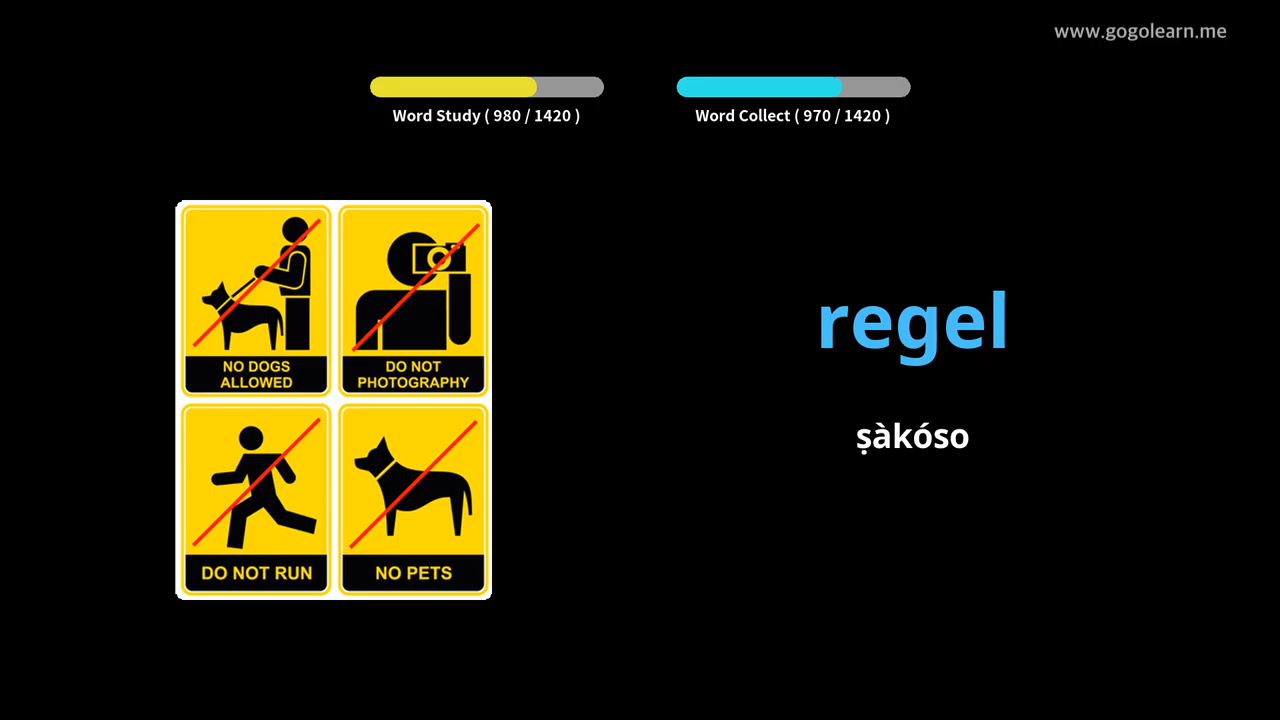 www.gogolearn.me
Word Study ( 980 / 1420 )
Word Collect ( 970 / 1420 )
NO DOGS
ALLOWED
DO NOT
PHOTOGRAPHY
DO NOT RUN
NO PETS
regel
ṣàkóso